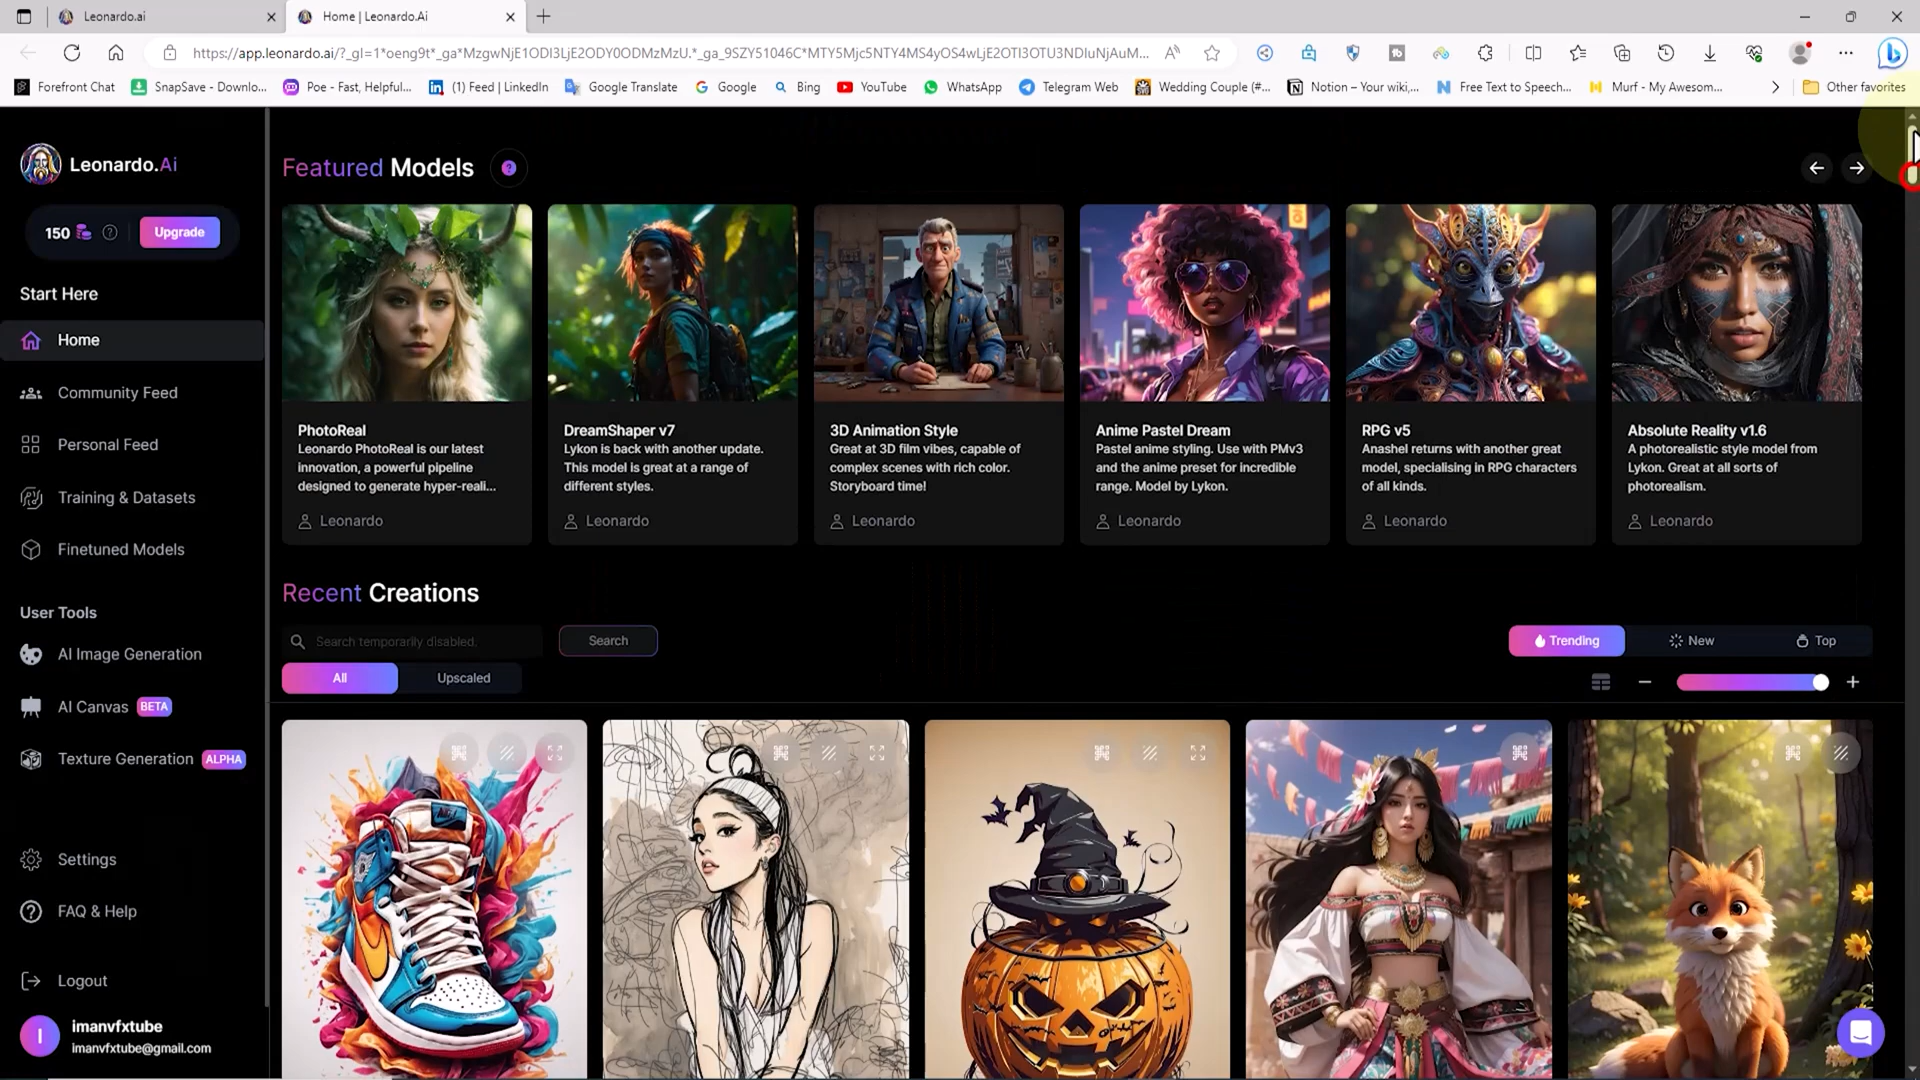 Leonardo.ai
Home | Leonardo.Ai
https://app.leonardo.ai/?_gl=1*oeng9t*_ga*MzgwNjE1ODI3LjE2ODY0ODMzMzU.*_ga_9SZY51046C*MTY5Mjc5NTY4MS4yOS4wLjE2OTI3OTU3NDIuNjAuM...
Forefront Chat
SnapSave - Downlo...
Poe - Fast, Helpful...
(1) Feed | LinkedIn
Google Translate
Google
Bing
YouTube
WhatsApp
Telegram Web
Wedding Couple (#...
Notion – Your wiki,...
Free Text to Speech...
Murf - My Awesom...
Other favorites
Leonardo.Ai
150
Upgrade
Start Here
Home
Community Feed
Personal Feed
Training & Datasets
Finetuned Models
User Tools
AI Image Generation
AI Canvas BETA
Texture Generation ALPHA
Settings
FAQ & Help
Logout
I
imanvfxtube
imanvfxtube@gmail.com
Featured Models ?
PhotoReal
Leonardo PhotoReal is our latest
innovation, a powerful pipeline
designed to generate hyper-reali...
Leonardo
DreamShaper v7
Lykon is back with another update.
This model is great at a range of
different styles.
Leonardo
3D Animation Style
Great at 3D film vibes, capable of
complex scenes with rich color.
Storyboard time!
Leonardo
Anime Pastel Dream
Pastel anime styling. Use with PMv3
and the anime preset for incredible
range. Model by Lykon.
Leonardo
RPG v5
Anashel returns with another great
model, specialising in RPG characters
of all kinds.
Leonardo
Absolute Reality v1.6
A photorealistic style model from
Lykon. Great at all sorts of
photorealism.
Leonardo
Recent Creations
Search temporarily disabled.
Search
Trending
New
Top
All
Upscaled